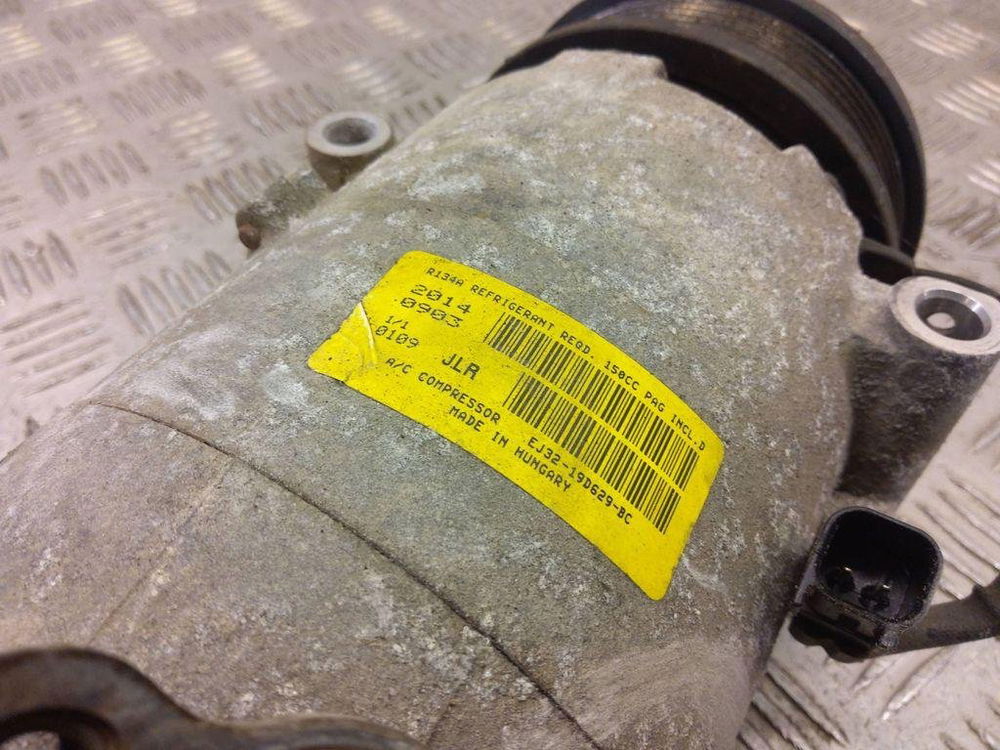 R134A REFRIGERANT REQD. 150CC PAG INCL.D
2014
0903
1/1
0109
JLR
A/C COMPRESSOR EJ32-19D629-BC
MADE IN HUNGARY